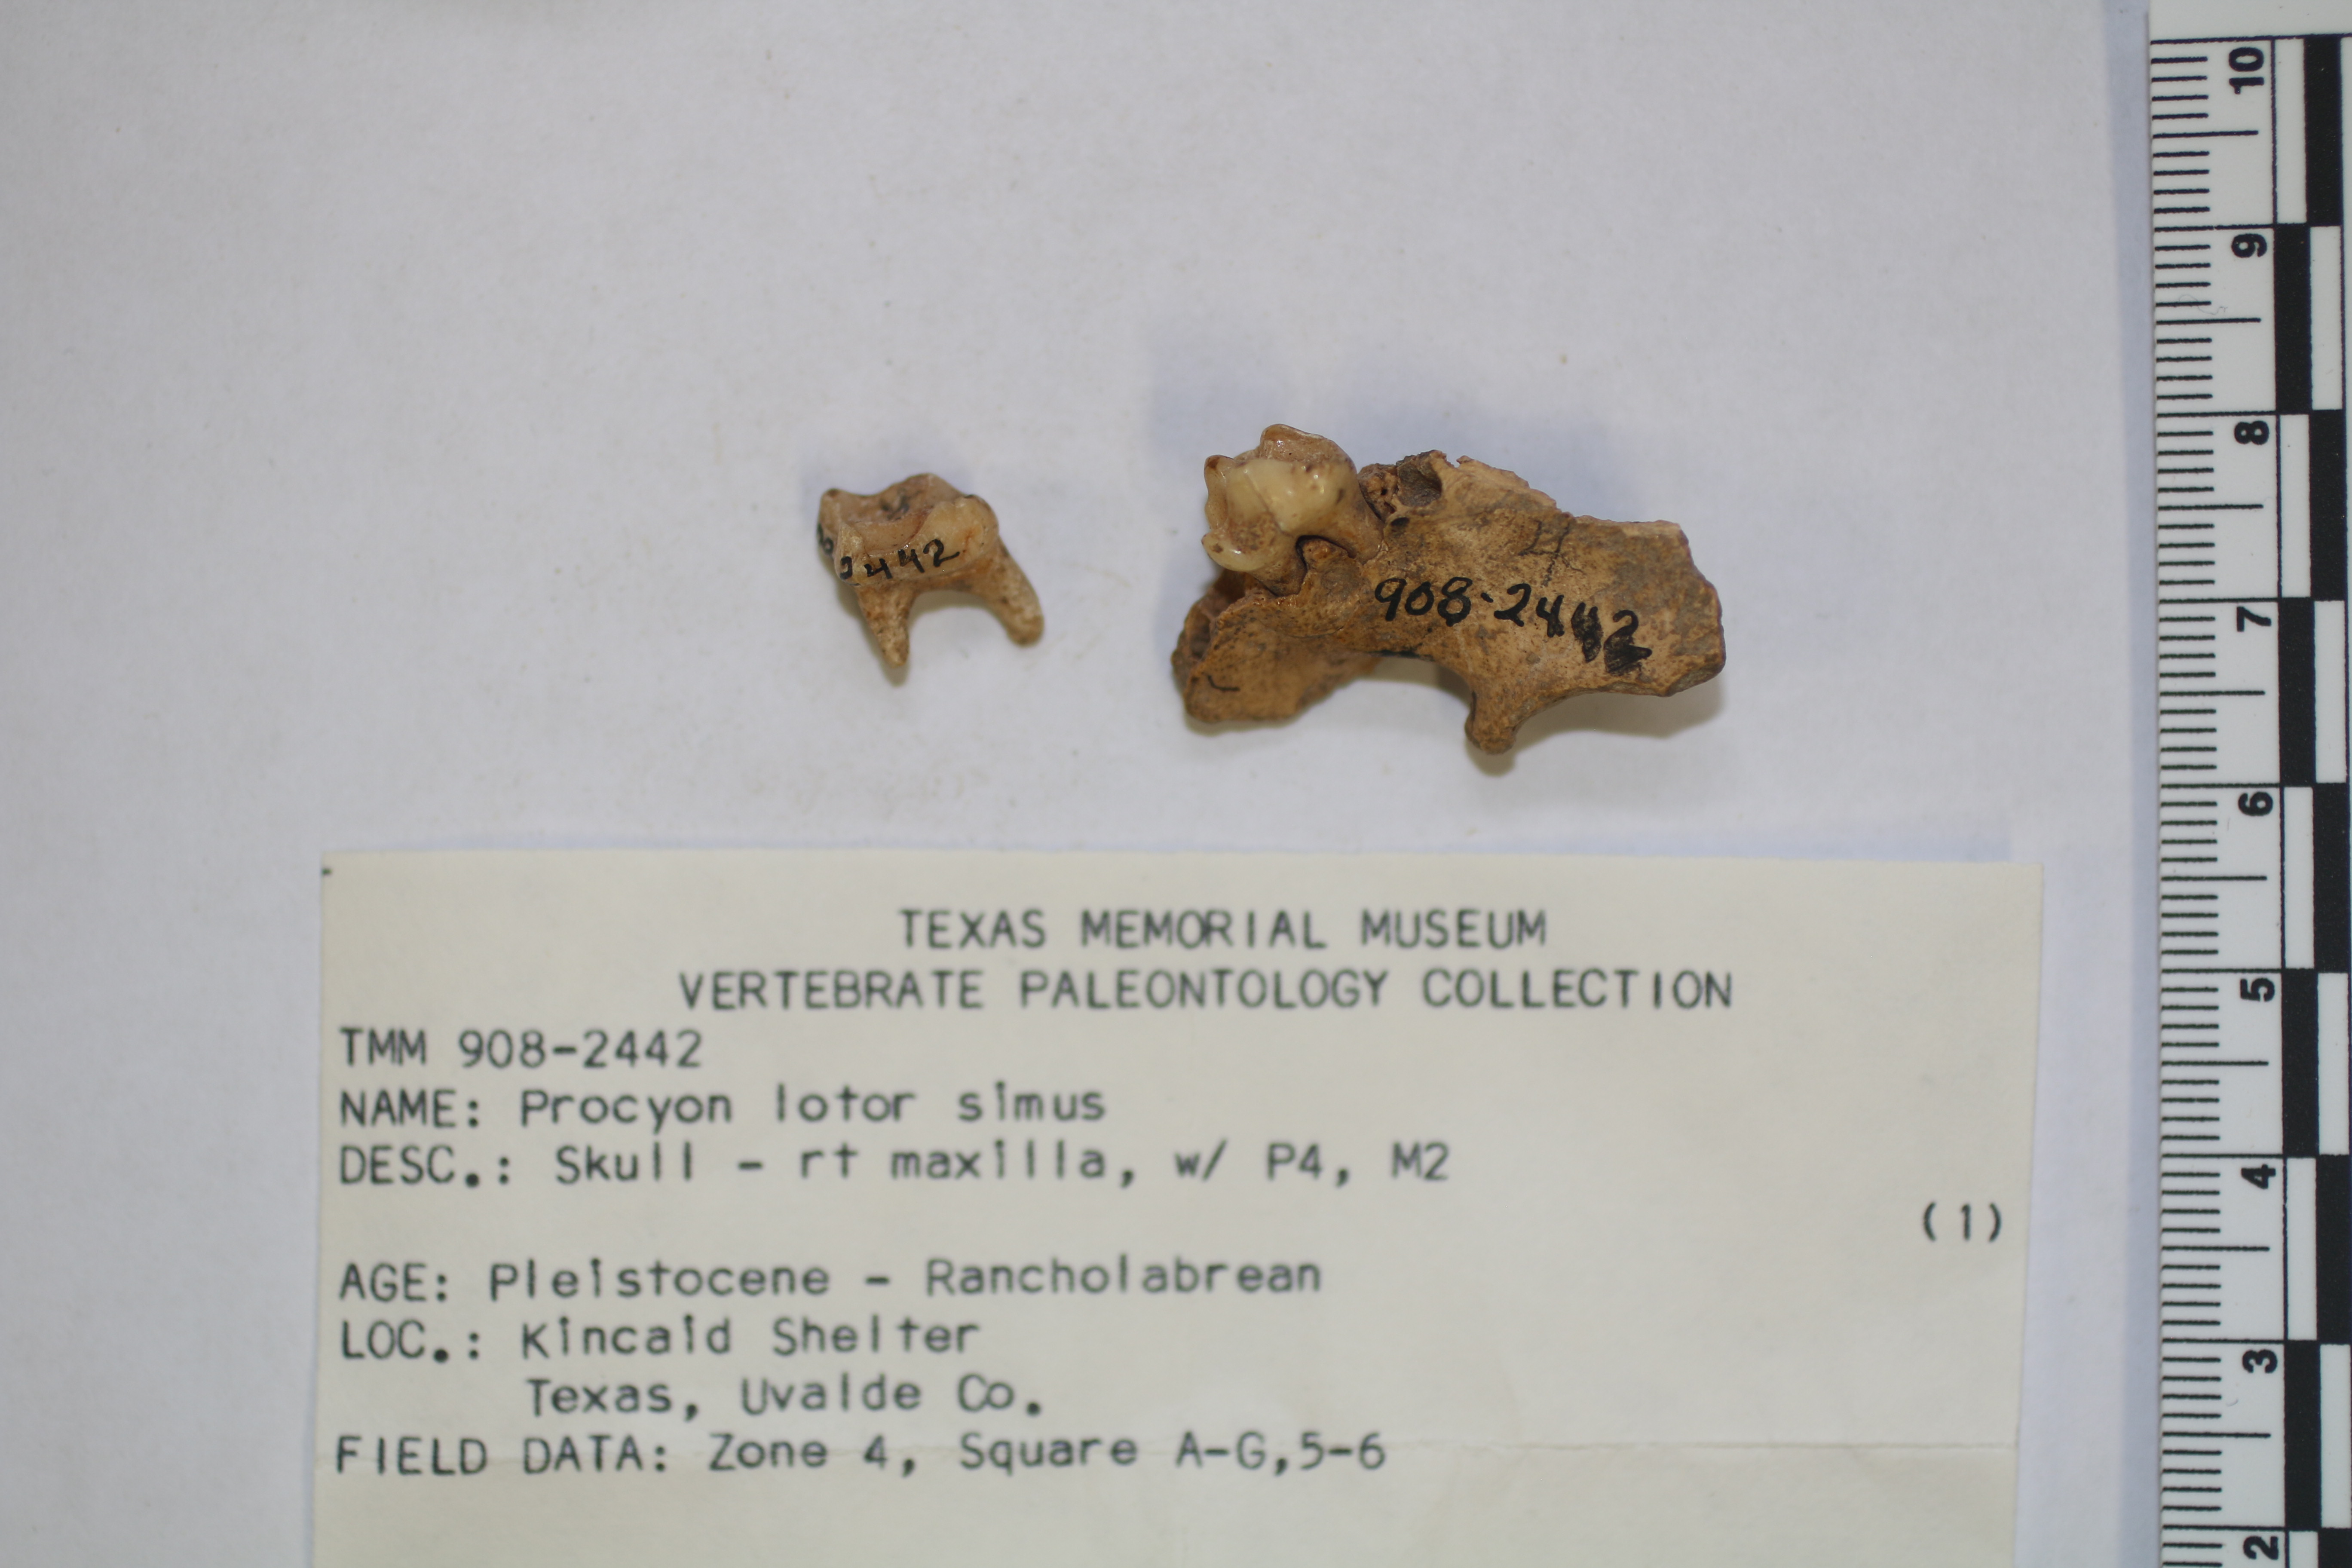 2442
908-2442
TEXAS MEMORIAL MUSEUM
VERTEBRATE PALEONTOLOGY COLLECTION
TMM 908-2442
NAME: Procyon lotor simus
DESC.: Skull - rt maxilla, w/ P4, M2
(1)
AGE: Pleistocene - Rancholabrean
LOC.: Kincaid Shelter
Texas, Uvalde Co.
FIELD DATA: Zone 4, Square A-G,5-6
10
9
8
7
6
5
4
3
2